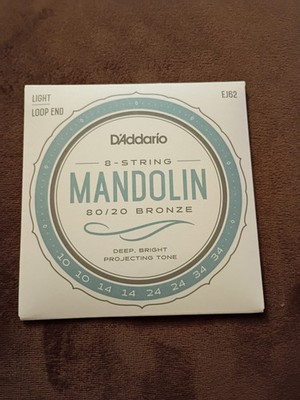 LIGHT
LOOP END
EJ62
D'Addario
8-STRING
MANDOLIN
80/20 BRONZE
DEEP, BRIGHT
PROJECTING TONE
10 10 14 14 24 24 34 34